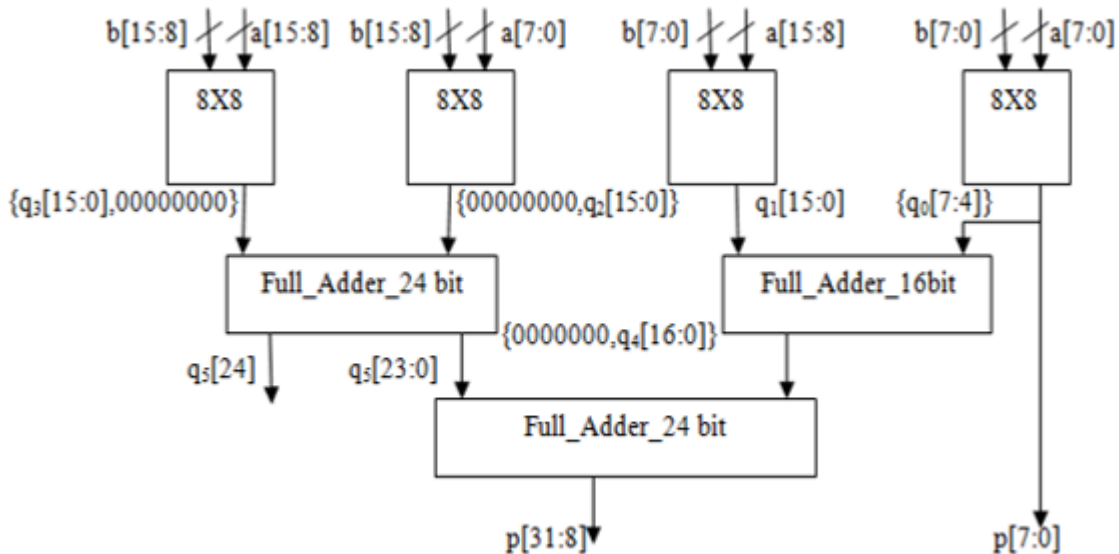 b[15:8] a[15:8] b[15:8] a[7:0] b[7:0] a[15:8] b[7:0] a[7:0]
8X8 8X8 8X8 8X8
{q₃[15:0],00000000} {00000000,q₂[15:0]} q₁[15:0] {q₀[7:4]}
Full_Adder_24 bit Full_Adder_16bit
{0000000,q₄[16:0]}
q₅[24] q₅[23:0]
Full_Adder_24 bit
p[31:8] p[7:0]